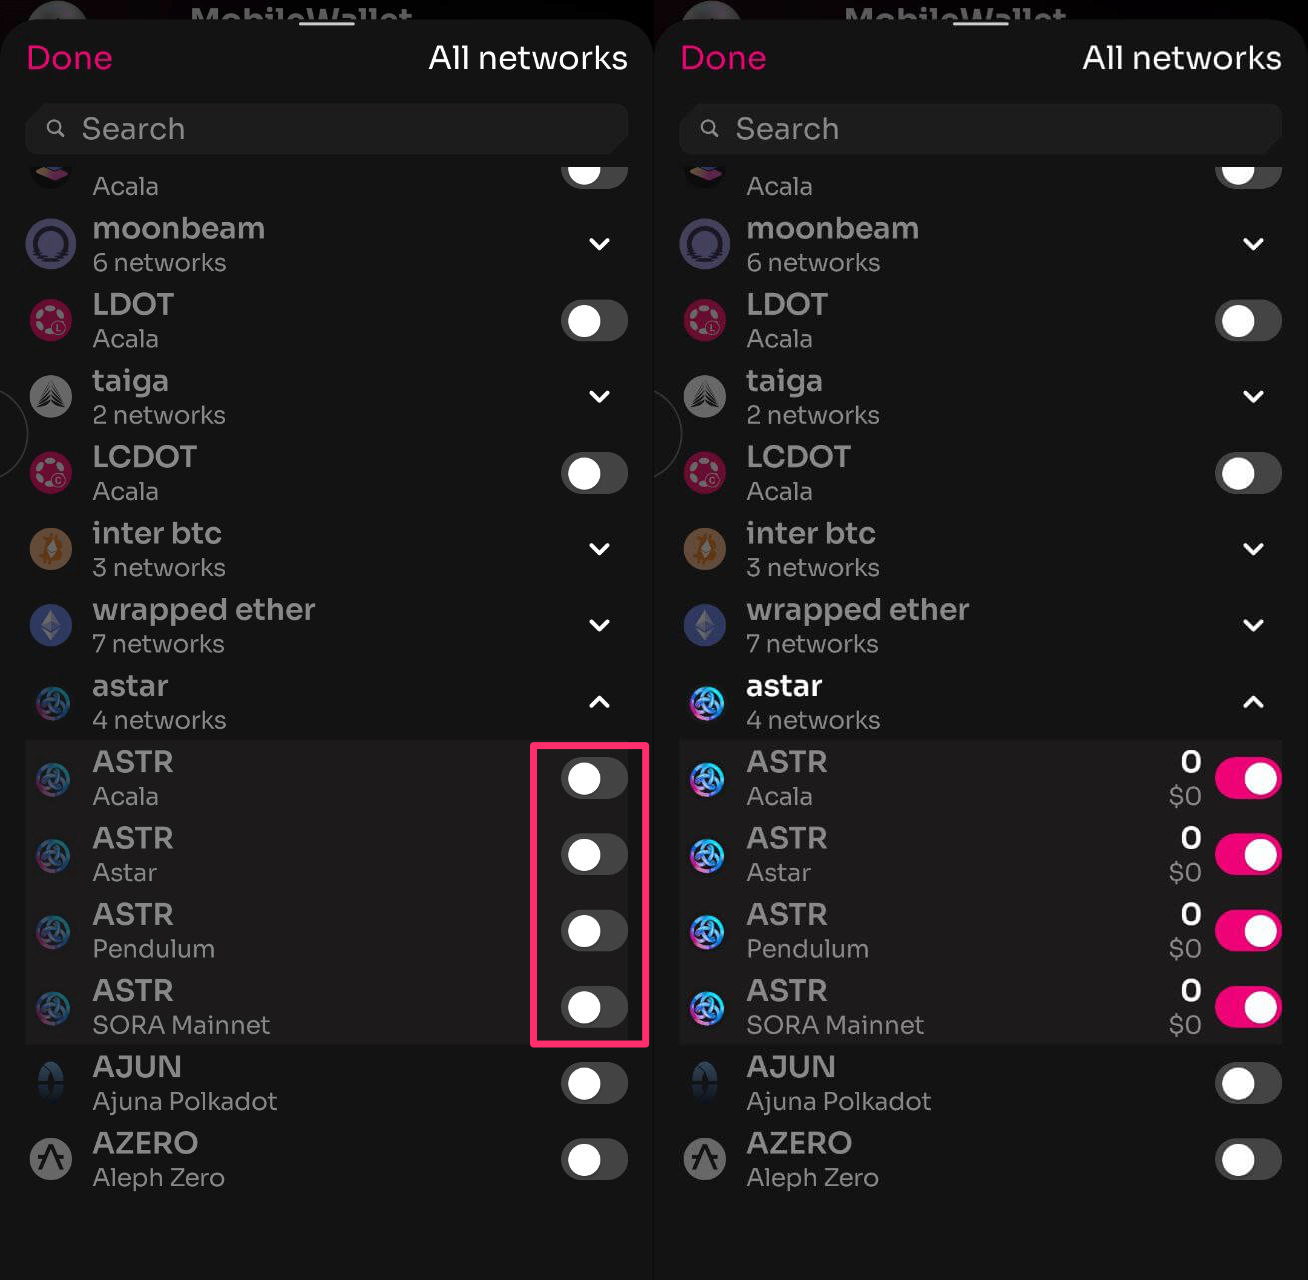 MobileWallet
Done
All networks
Search
Acala
moonbeam
6 networks
LDOT
Acala
taiga
2 networks
LCDOT
Acala
inter btc
3 networks
wrapped ether
7 networks
astar
4 networks
ASTR
Acala
ASTR
Astar
ASTR
Pendulum
ASTR
SORA Mainnet
AJUN
Ajuna Polkadot
AZERO
Aleph Zero
MobileWallet
Done
All networks
Search
Acala
moonbeam
6 networks
LDOT
Acala
taiga
2 networks
LCDOT
Acala
inter btc
3 networks
wrapped ether
7 networks
astar
4 networks
ASTR 0
Acala $0
ASTR 0
Astar $0
ASTR 0
Pendulum $0
ASTR 0
SORA Mainnet $0
AJUN
Ajuna Polkadot
AZERO
Aleph Zero